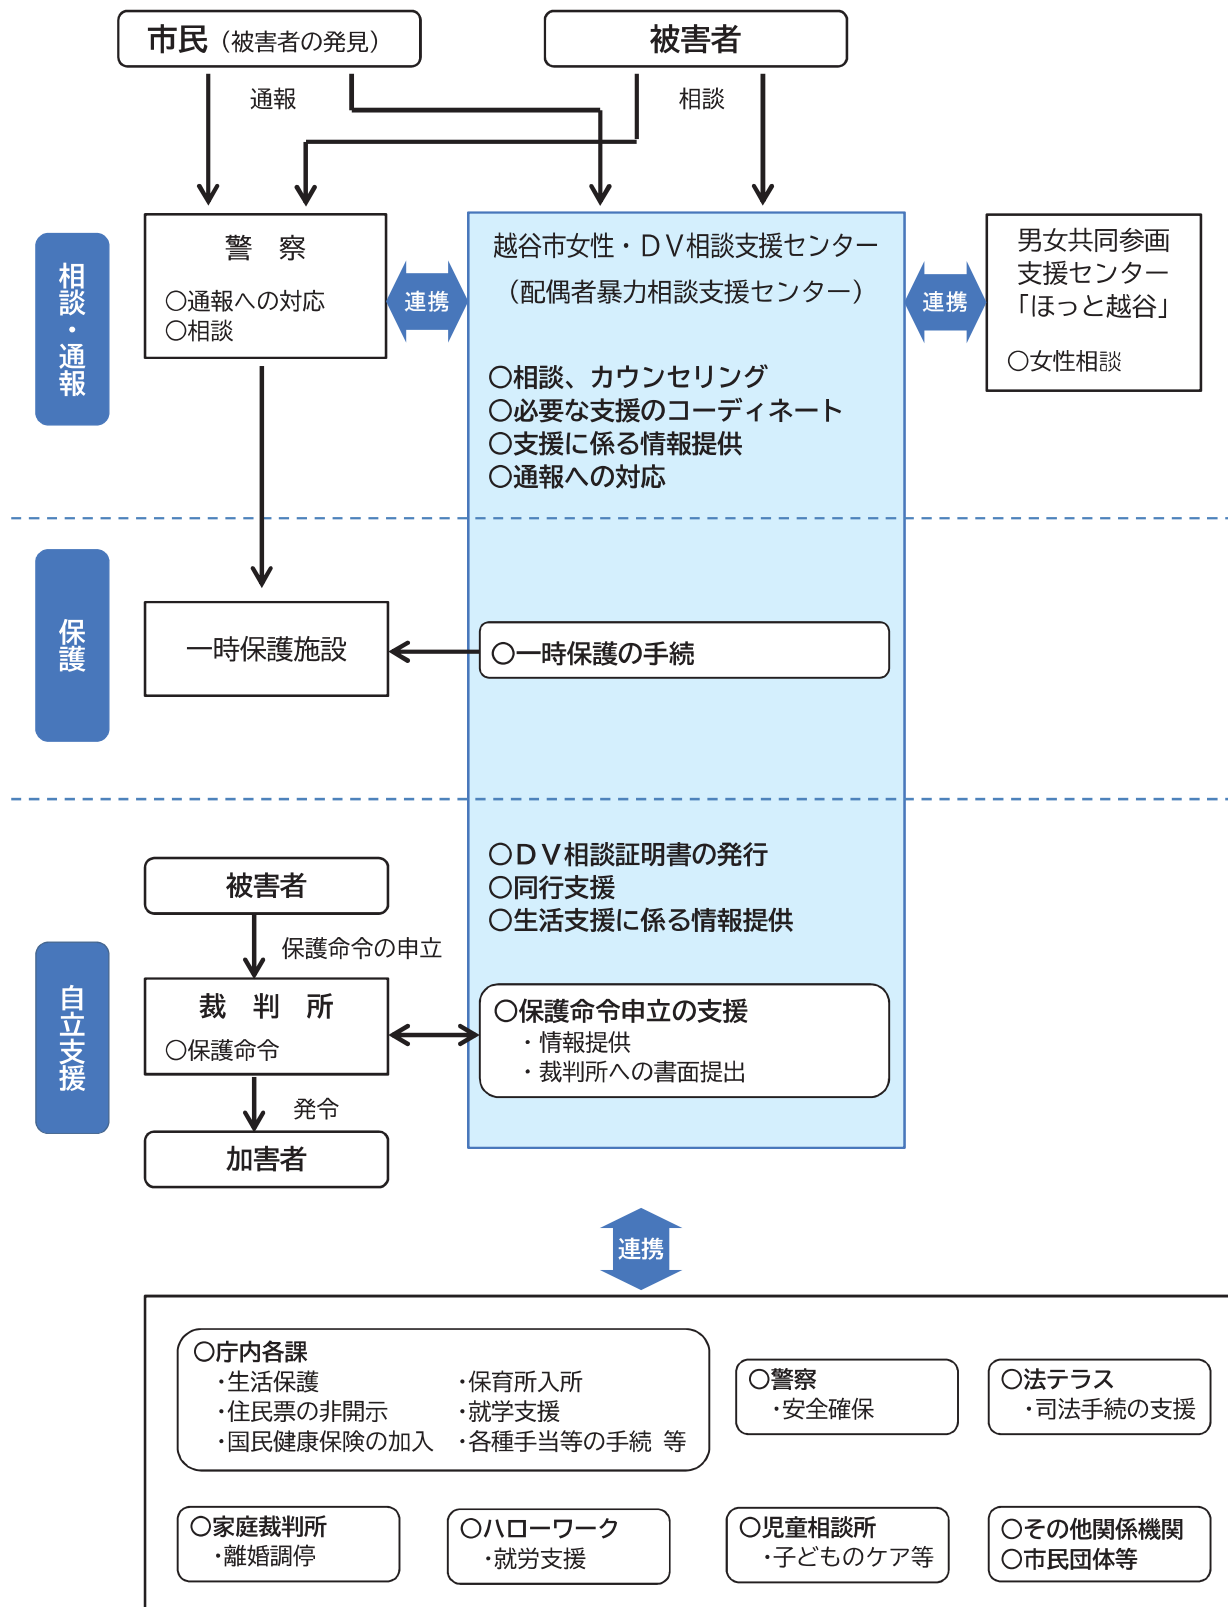 市民（被害者の発見）
被害者
通報
相談
相談・通報
警　察
○通報への対応
○相談
連携
越谷市女性・ＤＶ相談支援センター
（配偶者暴力相談支援センター）
○相談、カウンセリング
○必要な支援のコーディネート
○支援に係る情報提供
○通報への対応
連携
男女共同参画
支援センター
「ほっと越谷」
○女性相談
保護
一時保護施設
○一時保護の手続
自立支援
被害者
保護命令の申立
裁　判　所
○保護命令
発令
加害者
○ＤＶ相談証明書の発行
○同行支援
○生活支援に係る情報提供
○保護命令申立の支援
・情報提供
・裁判所への書面提出
連携
○庁内各課
・生活保護
・住民票の非開示
・国民健康保険の加入
・保育所入所
・就学支援
・各種手当等の手続 等
○警察
・安全確保
○法テラス
・司法手続の支援
○家庭裁判所
・離婚調停
○ハローワーク
・就労支援
○児童相談所
・子どものケア等
○その他関係機関
○市民団体等